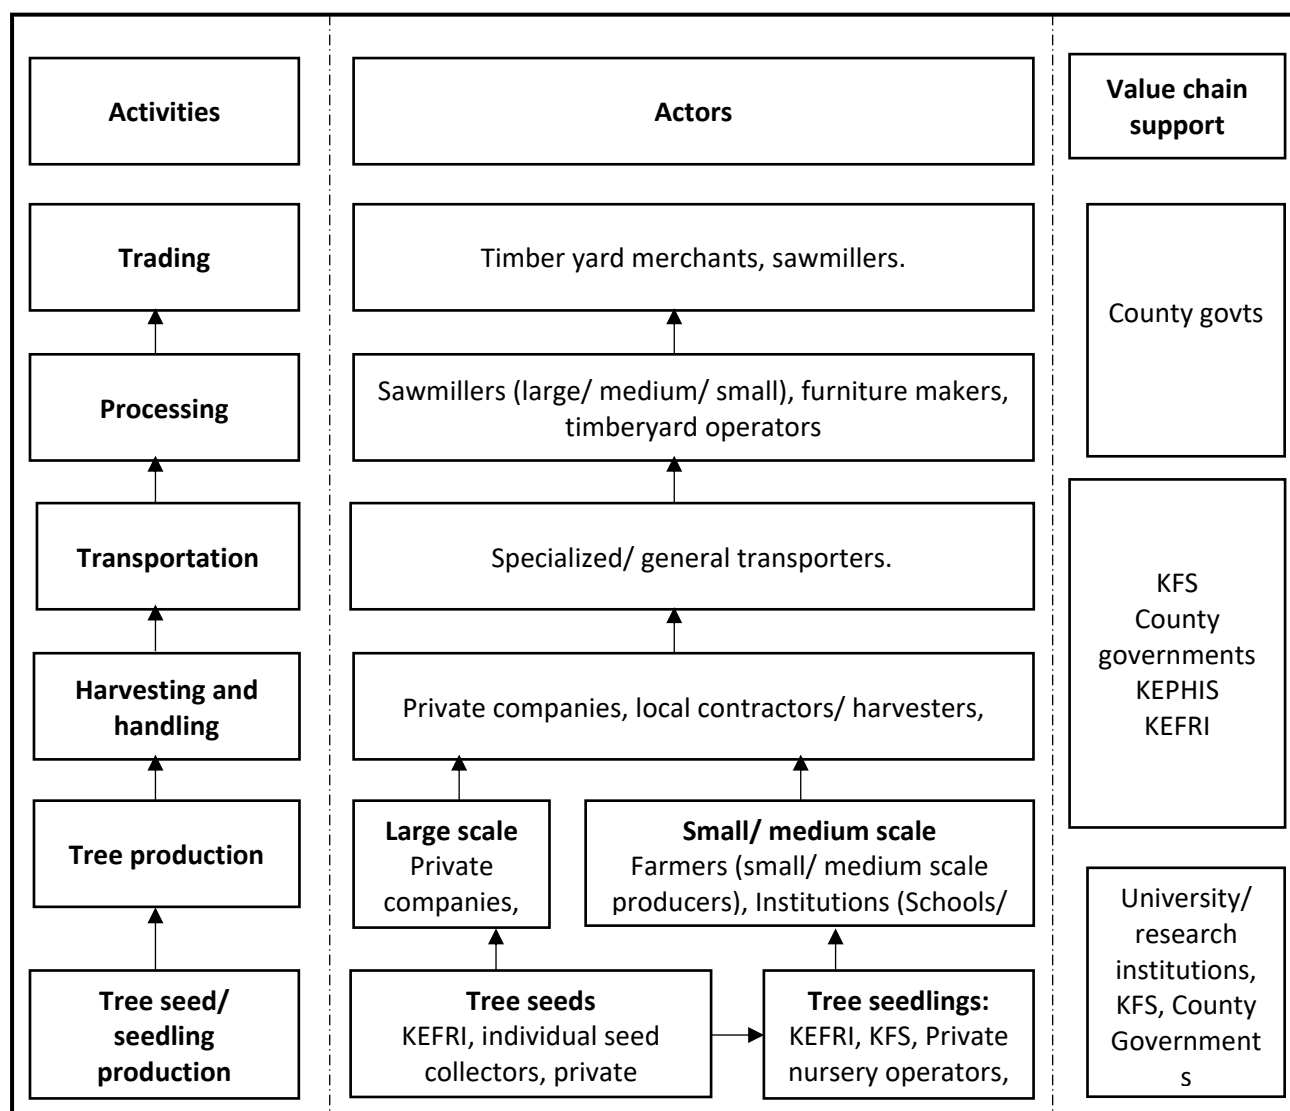 Activities
Actors
Value chain
support
Trading
Timber yard merchants, sawmillers.
County govts
Processing
Sawmillers (large/ medium/ small), furniture makers,
timberyard operators
Transportation
Specialized/ general transporters.
KFS
County
governments
KEPHIS
KEFRI
Harvesting and
handling
Private companies, local contractors/ harvesters,
Tree production
Large scale
Private
companies,
Small/ medium scale
Farmers (small/ medium scale
producers), Institutions (Schools/
University/
research
institutions,
KFS, County
Government
s
Tree seed/
seedling
production
Tree seeds
KEFRI, individual seed
collectors, private
Tree seedlings:
KEFRI, KFS, Private
nursery operators,